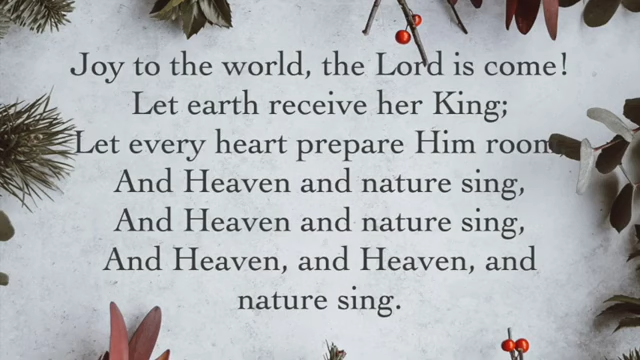 Joy to the world, the Lord is come!
Let earth receive her King;
Let every heart prepare Him room,
And Heaven and nature sing,
And Heaven and nature sing,
And Heaven, and Heaven, and
nature sing.